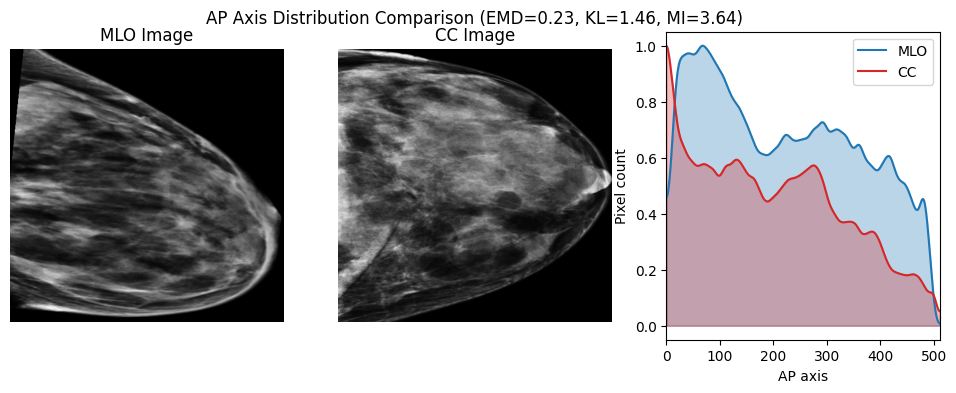 AP Axis Distribution Comparison (EMD=0.23, KL=1.46, MI=3.64)
MLO Image
CC Image
MLO
CC
1.0
0.8
0.6
0.4
0.2
0.0
Pixel count
0
100
200
300
400
500
AP axis